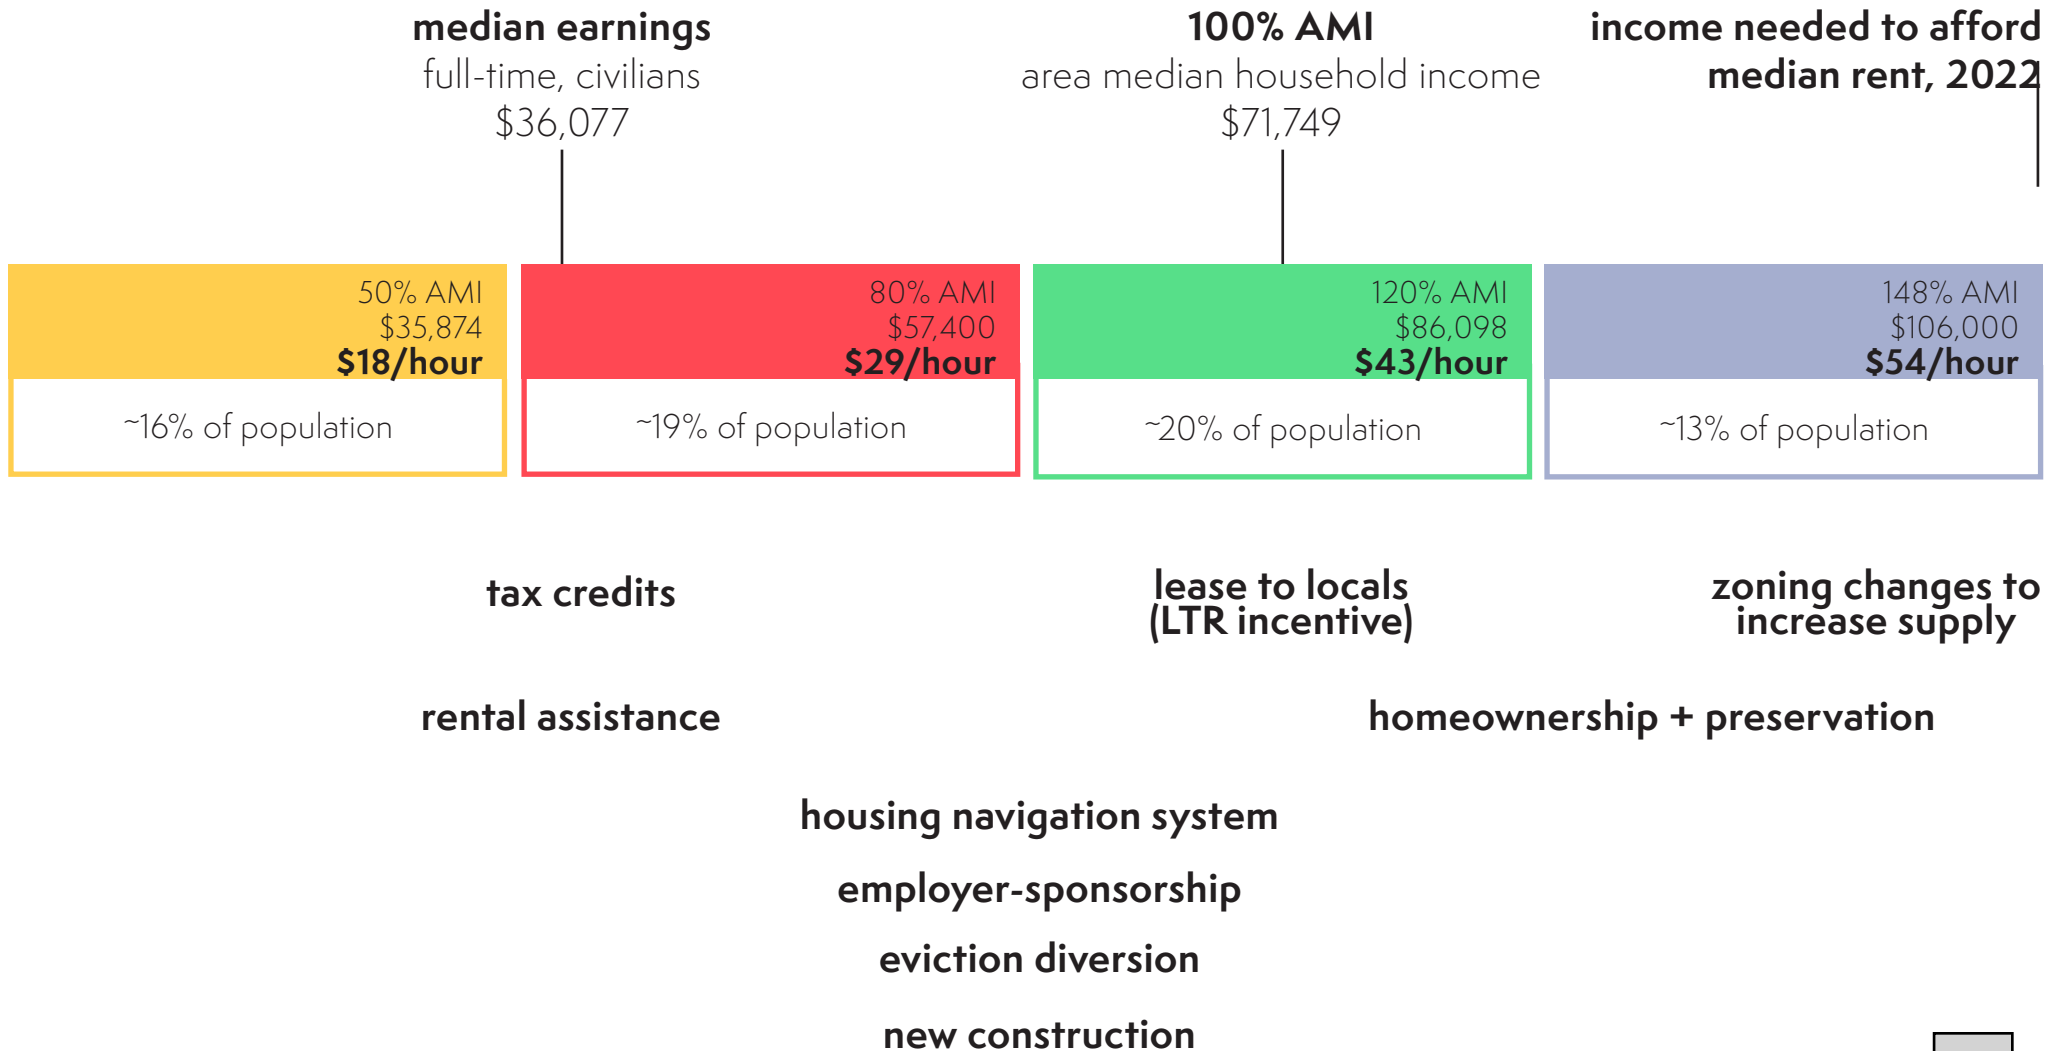 median earnings
full-time, civilians
$36,077
100% AMI
area median household income
$71,749
income needed to afford
median rent, 2022
50% AMI
$35,874
$18/hour
~16% of population
80% AMI
$57,400
$29/hour
~19% of population
120% AMI
$86,098
$43/hour
~20% of population
148% AMI
$106,000
$54/hour
~13% of population
tax credits
lease to locals
(LTR incentive)
zoning changes to
increase supply
rental assistance
homeownership + preservation
housing navigation system
employer-sponsorship
eviction diversion
new construction